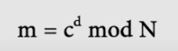 m = c^d mod N